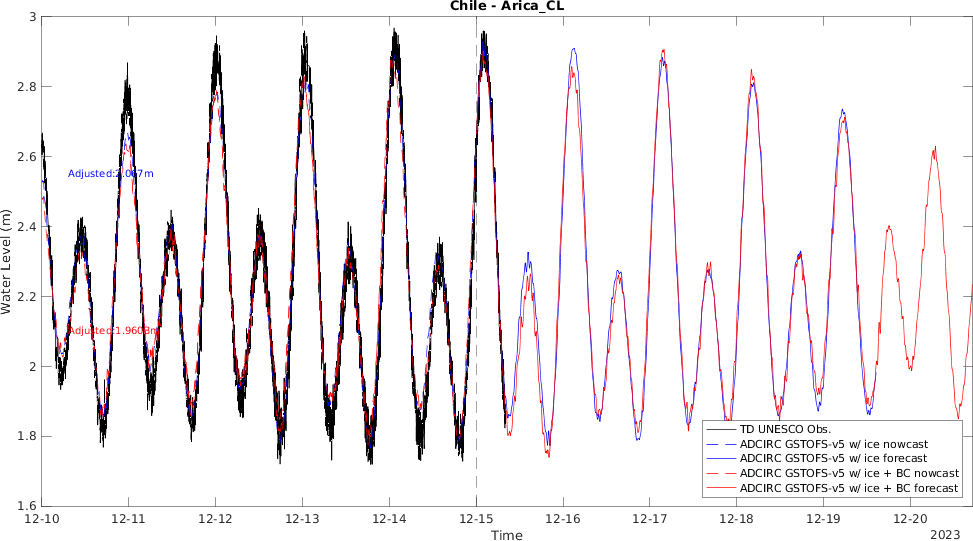 Chile - Arica_CL
3
2.8
2.6
2.4
2.2
2
1.8
1.6
Water Level (m)
Adjusted:2.067m
Adjusted:1.9608m
TD UNESCO Obs.
ADCIRC GSTOFS-v5 w/ ice nowcast
ADCIRC GSTOFS-v5 w/ ice forecast
ADCIRC GSTOFS-v5 w/ ice + BC nowcast
ADCIRC GSTOFS-v5 w/ ice + BC forecast
12-10 12-11 12-12 12-13 12-14 12-15 12-16 12-17 12-18 12-19 12-20
Time
2023